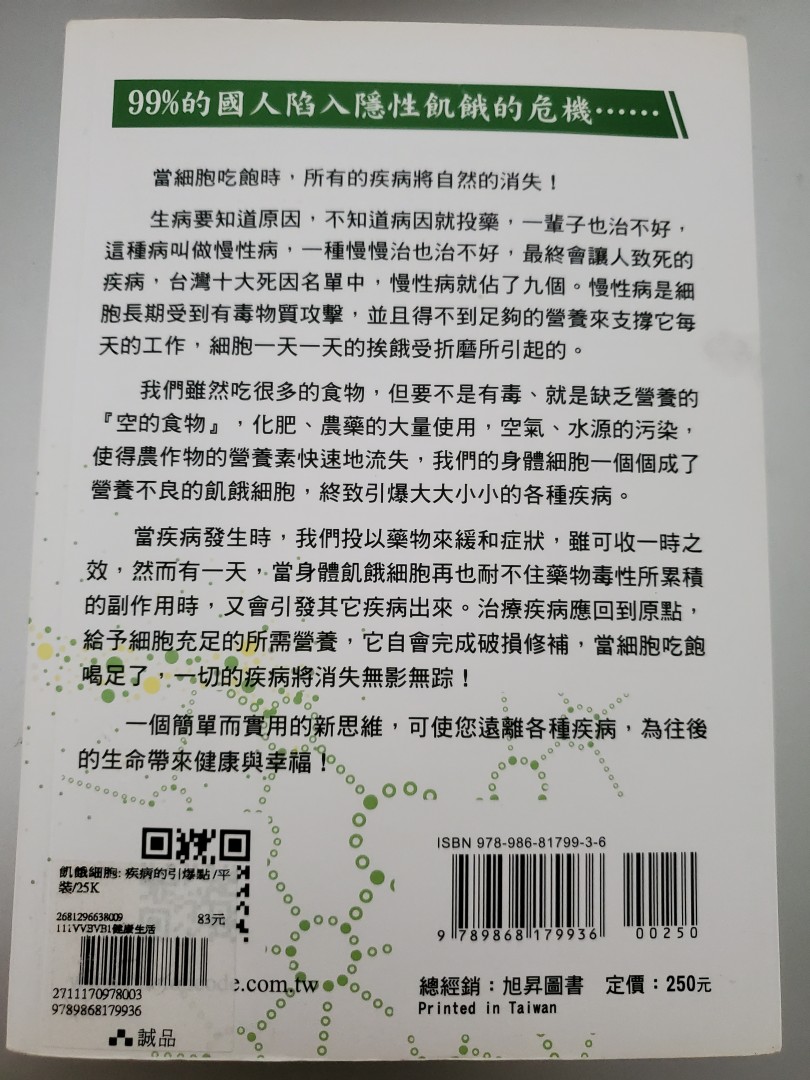 99%的國人陷入隱性飢餓的危機⋯⋯
當細胞吃飽時，所有的疾病將自然的消失！
生病要知道原因，不知道病因就投藥，一輩子也治不好，
這種病叫做慢性病，一種慢慢治也治不好，最終會讓人致死的
疾病，台灣十大死因名單中，慢性病就佔了九個。慢性病是細
胞長期受到有毒物質攻擊，並且得不到足夠的營養來支撐它每
天的工作，細胞一天一天的挨餓受折磨所引起的。
我們雖然吃很多的食物，但要不是有毒、就是缺乏營養的
『空的食物』，化肥、農藥的大量使用，空氣、水源的污染，
使得農作物的營養素快速地流失，我們的身體細胞一個個成了
營養不良的飢餓細胞，終致引爆大大小小的各種疾病。
當疾病發生時，我們投以藥物來緩和症狀，雖可收一時之
效，然而有一天，當身體飢餓細胞再也耐不住藥物毒性所累積
的副作用時，又會引發其它疾病出來。治療疾病應回到原點，
給予細胞充足的所需營養，它自會完成破損修補，當細胞吃飽
喝足了，一切的疾病將消失無影無踪！
一個簡單而實用的新思維，可使您遠離各種疾病，為往後
的生命帶來健康與幸福！
ISBN 978-986-81799-3-6
9 789868 179936
00250
飢餓細胞: 疾病的引爆點/平
裝/25K
2681296638009
83元
111VVBVB1健康生活
2711170978003
9789868179936
誠品
e.com.tw
總經銷：旭昇圖書 定價：250元
Printed in Taiwan